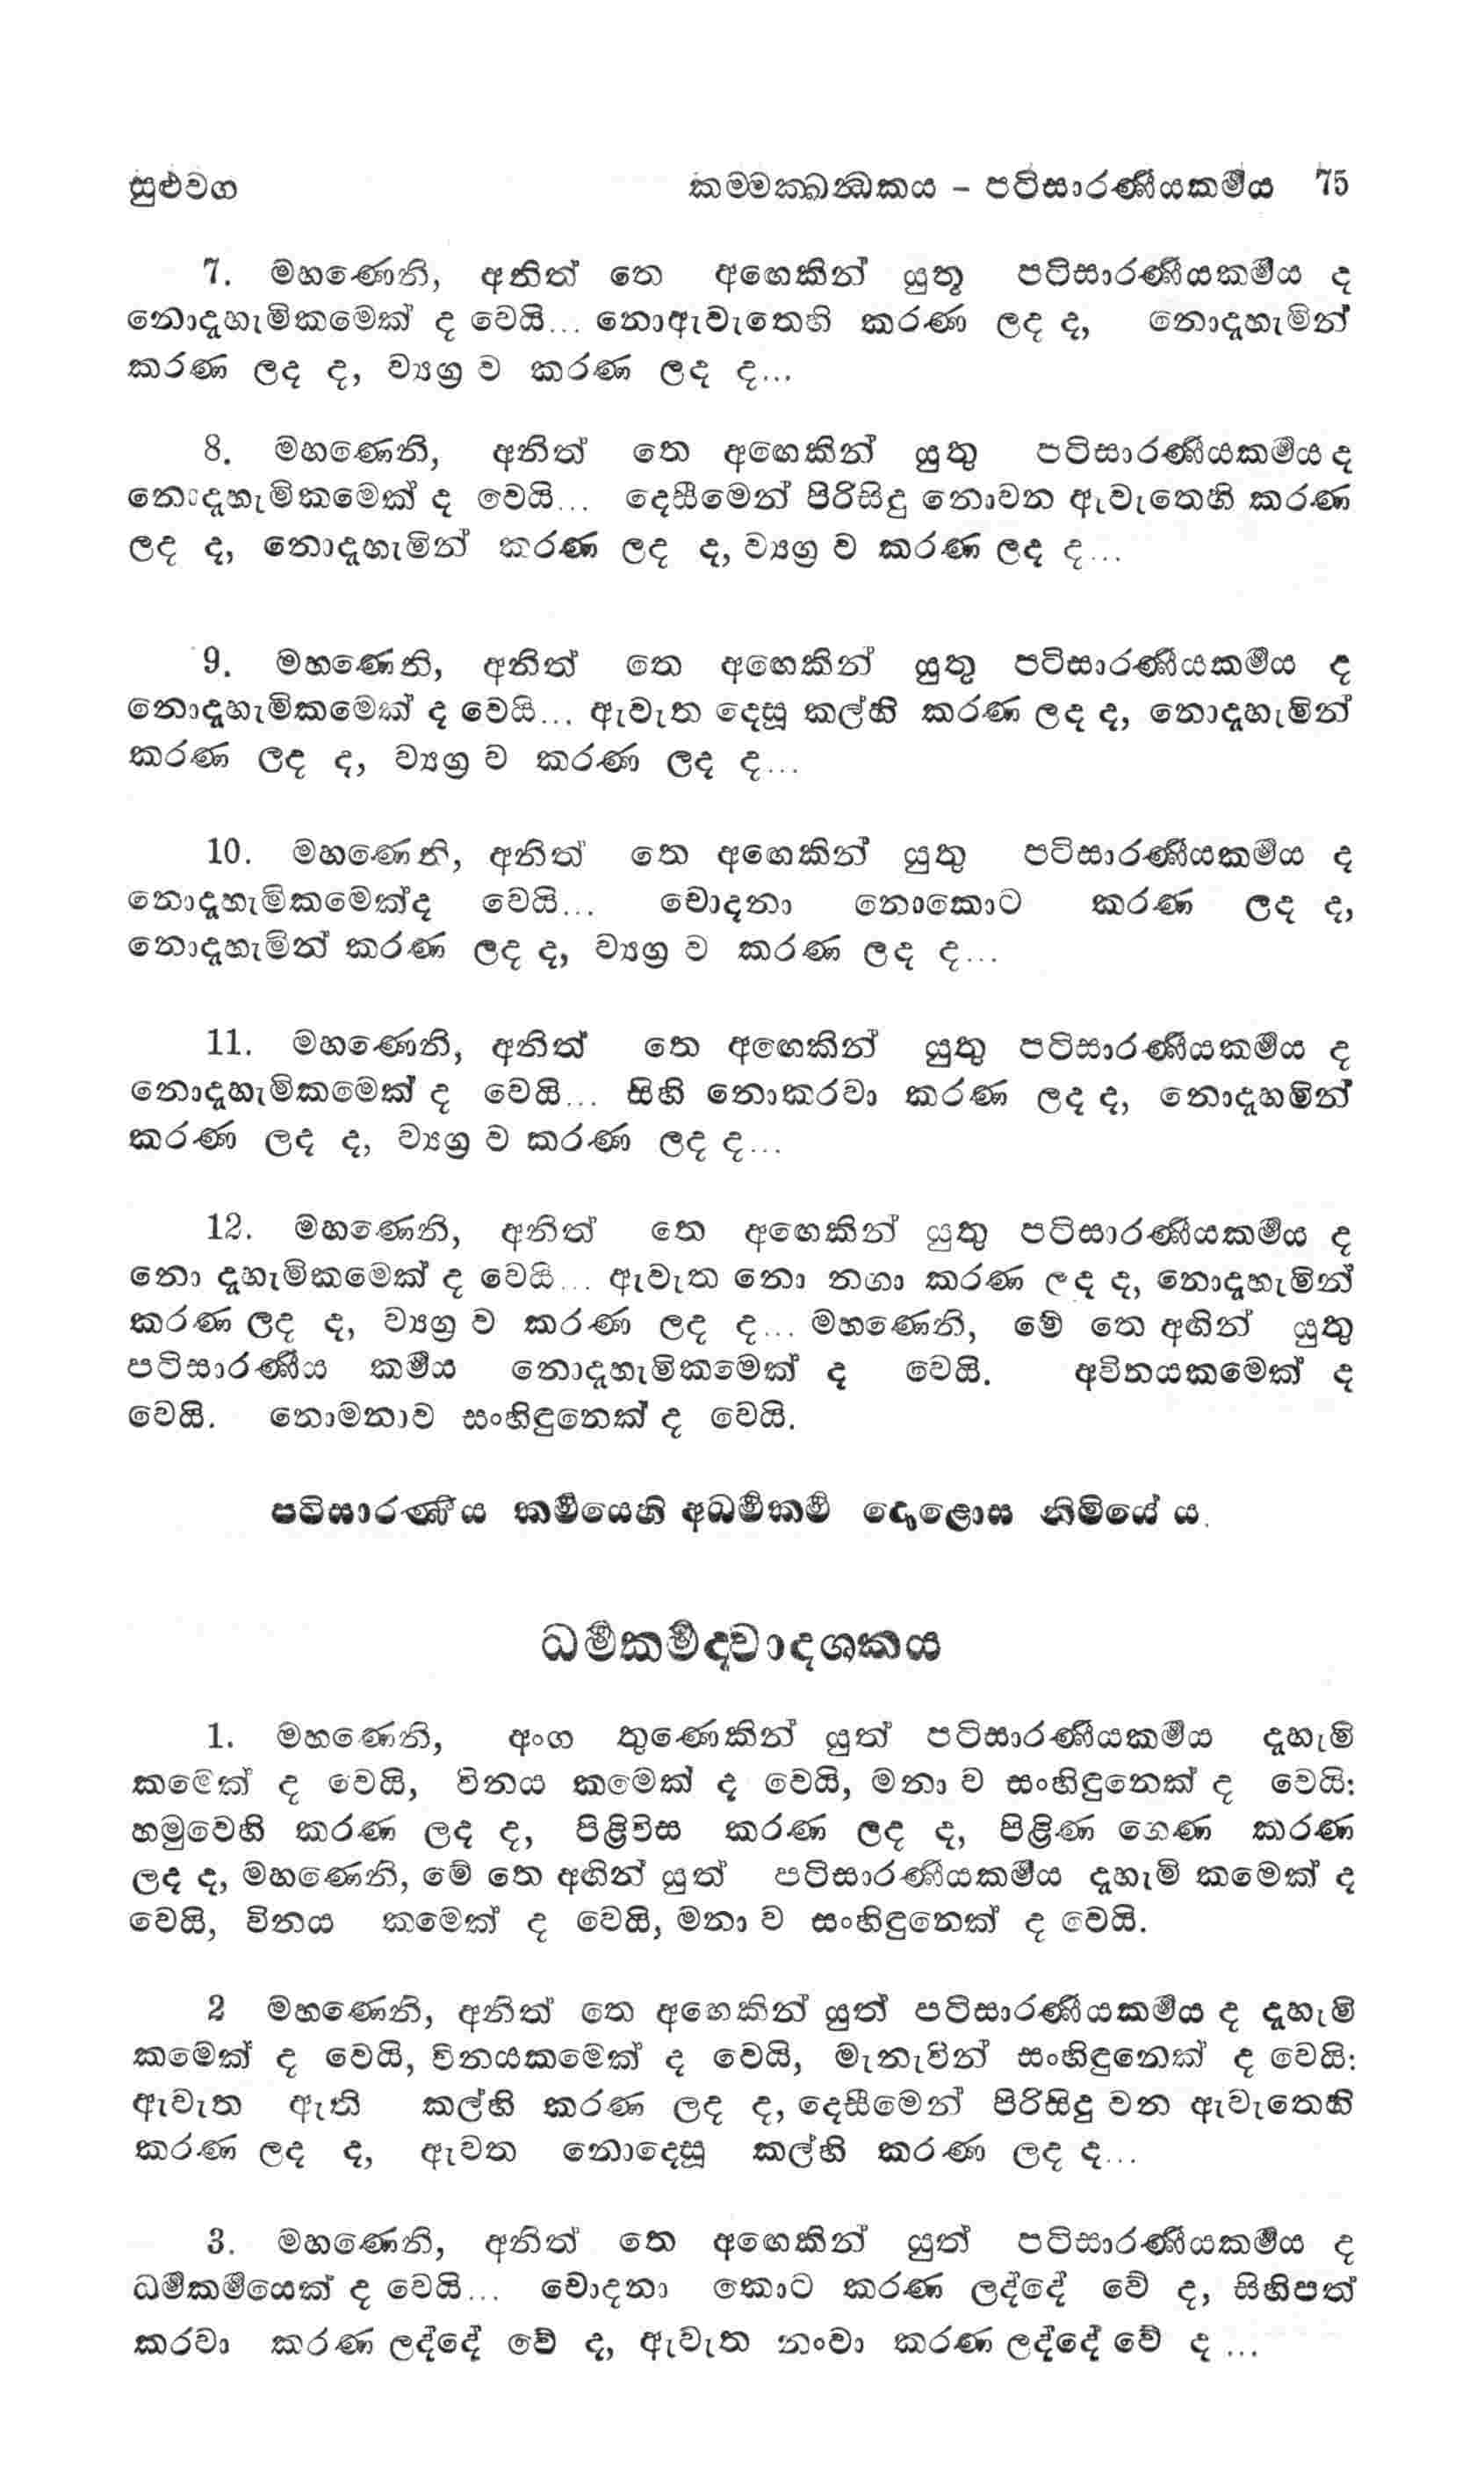 සුළුවග කම්මක්ඛන්ධකය – පටිසාරණීයකර්‍මය 75
7. මහණෙනි, අනිත් තෙ අඟෙකින් යුතු පටිසාරණීයකර්‍මය ද
නොදැහැමිකමෙක් ද වෙයි... නොඇවැතෙහි කරණ ලද ද, නොදැහැමින්
කරණ ලද ද, ව්‍යග්‍ර ව කරණ ලද ද...
8. මහණෙනි, අනිත් තෙ අඟෙකින් යුතු පටිසාරණීයකර්‍මය ද
නොදැහැමිකමෙක් ද වෙයි... දෙසීමෙන් පිරිසිදු නොවන ඇවැතෙහි කරණ
ලද ද, නොදැහැමින් කරණ ලද ද, ව්‍යග්‍ර ව කරණ ලද ද...
9. මහණෙනි, අනිත් තෙ අඟෙකින් යුතු පටිසාරණීයකර්‍මය ද
නොදැහැමිකමෙක් ද වෙයි... ඇවැත දෙසූ කල්හි කරණ ලද ද, නොදැහැමින්
කරණ ලද ද, ව්‍යග්‍ර ව කරණ ලද ද...
10. මහණෙනි, අනිත් තෙ අඟෙකින් යුතු පටිසාරණීයකර්‍මය ද
නොදැහැමිකමෙක්ද වෙයි... චොදනා නොකොට කරණ ලද ද,
නොදැහැමින් කරණ ලද ද, ව්‍යග්‍ර ව කරණ ලද ද...
11. මහණෙනි, අනිත් තෙ අඟෙකින් යුතු පටිසාරණීයකර්‍මය ද
නොදැහැමිකමෙක් ද වෙයි... සිහි නොකරවා කරණ ලද ද, නොදැහමින්
කරණ ලද ද, ව්‍යග්‍ර ව කරණ ලද ද...
12. මහණෙනි, අනිත් තෙ අඟෙකින් යුතු පටිසාරණීයකර්‍මය ද
නො දැහැමිකමෙක් ද වෙයි... ඇවැත නො නගා කරණ ලද ද, නොදැහැමින්
කරණ ලද ද, ව්‍යග්‍ර ව කරණ ලද ද... මහණෙනි, මේ තෙ අඟින් යුතු
පටිසාරණීය කර්‍මය නොදැහැමිකමෙක් ද වෙයි. අවිනයකමෙක් ද
වෙයි. නොමනාව සංහිඳුනෙක් ද වෙයි.
පටිසාරණීය කර්‍මයෙහි අධර්‍මකර්‍ම දොළොස නිමියේ ය.
ධර්‍මකර්‍මද්වාදශකය
1. මහණෙනි, අංග තුණෙකින් යුත් පටිසාරණීයකර්‍මය දැහැමි
කමෙක් ද වෙයි, විනය කමෙක් ද වෙයි, මනා ව සංහිඳුනෙක් ද වෙයි:
හමුවෙහි කරණ ලද ද, පිළිවිස කරණ ලද ද, පිළිණ ගෙණ කරණ
ලද ද, මහණෙනි, මේ තෙ අඟින් යුත් පටිසාරණීයකර්‍මය දැහැමි කමෙක් ද
වෙයි, විනය කමෙක් ද වෙයි, මනා ව සංහිඳුනෙක් ද වෙයි.
2 මහණෙනි, අනිත් තෙ අඟෙකින් යුත් පටිසාරණීයකර්‍මය ද දැහැමි
කමෙක් ද වෙයි, විනයකමෙක් ද වෙයි, මැනැවින් සංහිඳුනෙක් ද වෙයි:
ඇවැත ඇති කල්හි කරණ ලද ද, දෙසීමෙන් පිරිසිදු වන ඇවැතෙහි
කරණ ලද ද, ඇවත නොදෙසූ කල්හි කරණ ලද ද...
3. මහණෙනි, අනිත් තෙ අඟෙකින් යුත් පටිසාරණීයකර්‍මය ද
ධර්‍මකර්‍මයෙක් ද වෙයි... චොදනා කොට කරණ ලද්දේ වේ ද, සිහිපත්
කරවා කරණ ලද්දේ වේ ද, ඇවැත නංවා කරණ ලද්දේ වේ ද ...